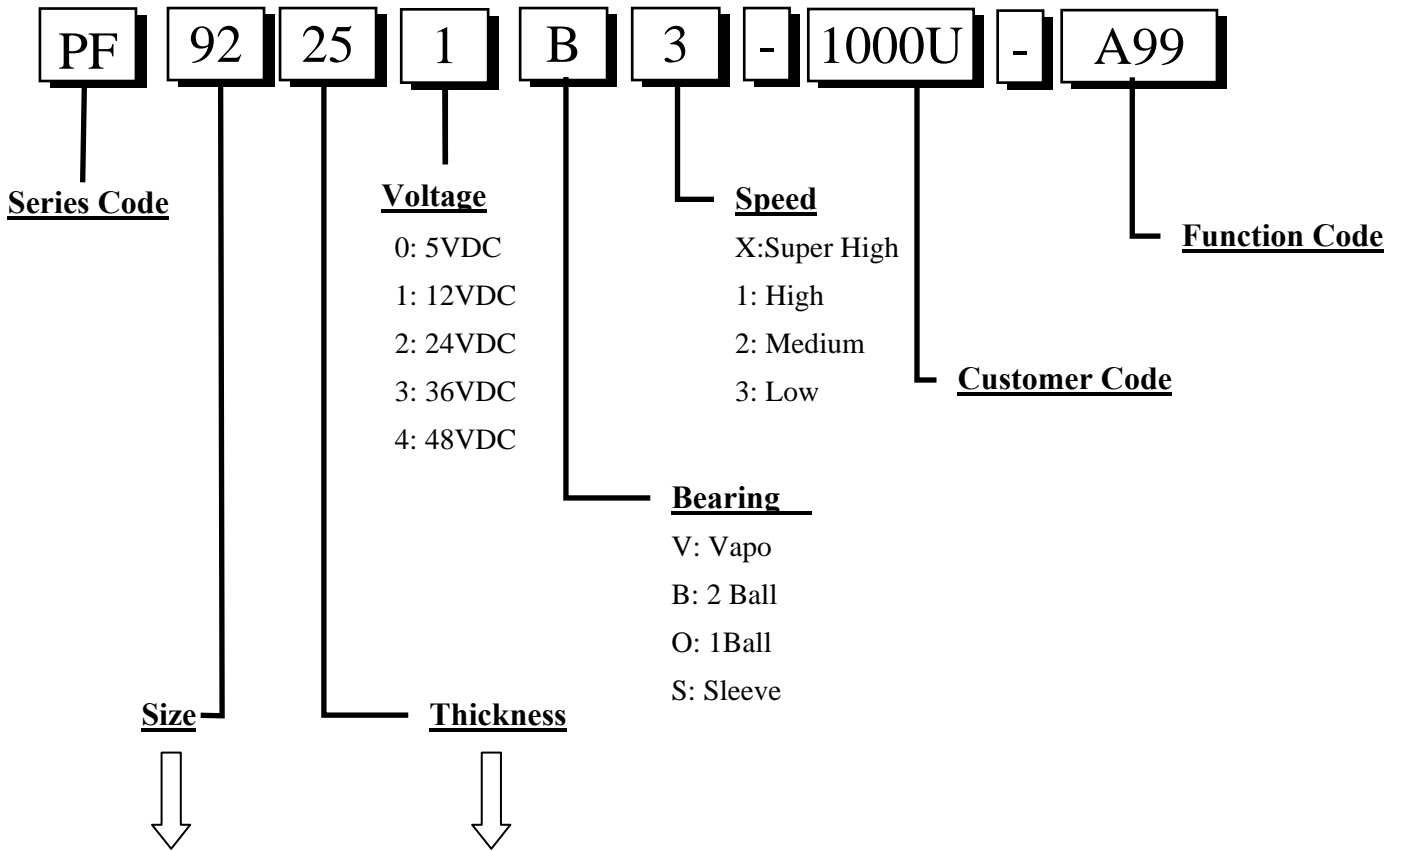 PF 92 25 1 B 3 - 1000U - A99
Series Code
Voltage
0: 5VDC
1: 12VDC
2: 24VDC
3: 36VDC
4: 48VDC
Speed
X:Super High
1: High
2: Medium
3: Low
Function Code
Customer Code
Bearing
V: Vapo
B: 2 Ball
O: 1Ball
S: Sleeve
Size
Thickness